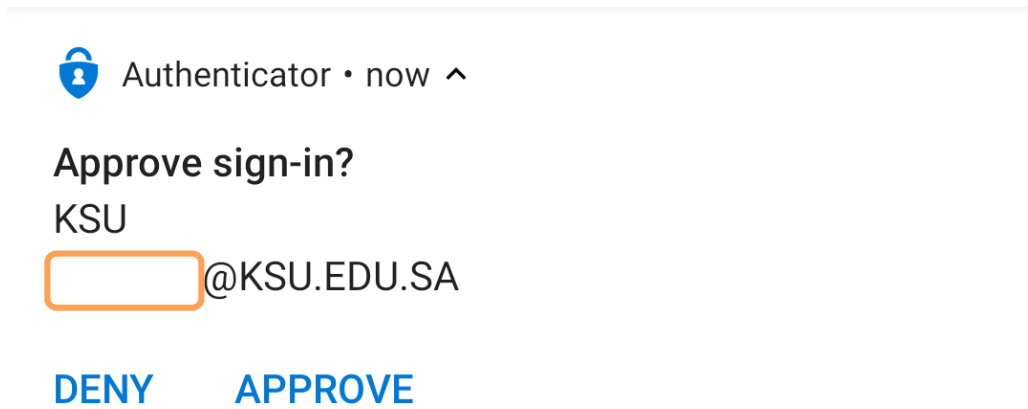 Authenticator • now
Approve sign-in?
KSU
@KSU.EDU.SA
DENY APPROVE